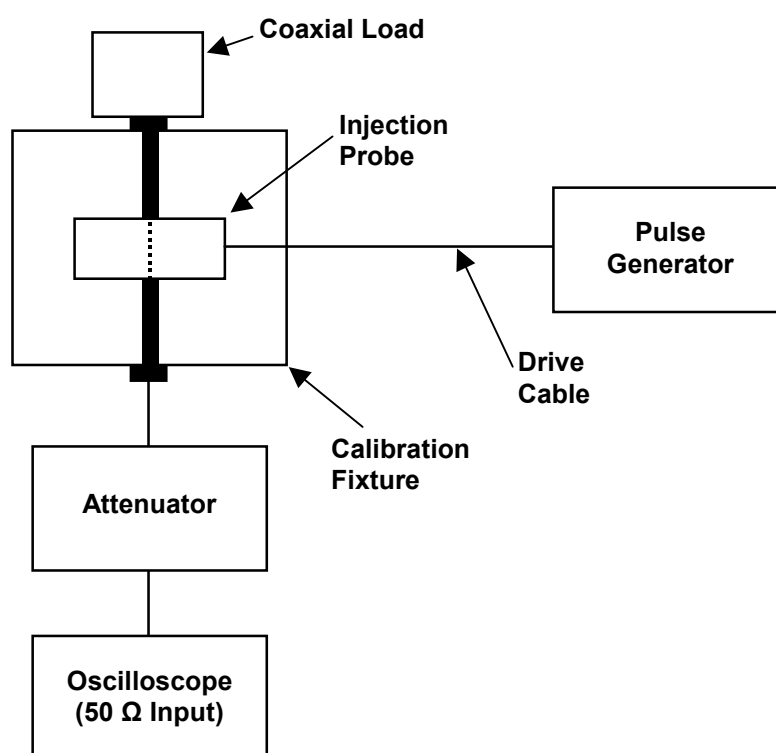 Coaxial Load
Injection
Probe
Pulse
Generator
Drive
Cable
Calibration
Fixture
Attenuator
Oscilloscope
(50 Ω Input)